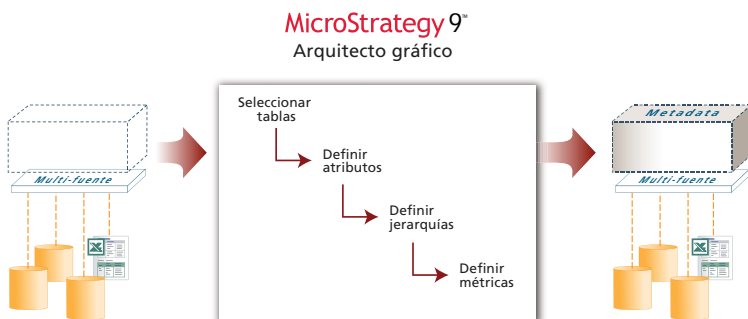 MicroStrategy 9™
Arquitecto gráfico
Multi-fuente
Seleccionar
tablas
Definir
atributos
Definir
jerarquías
Definir
métricas
Metadata
Multi-fuente